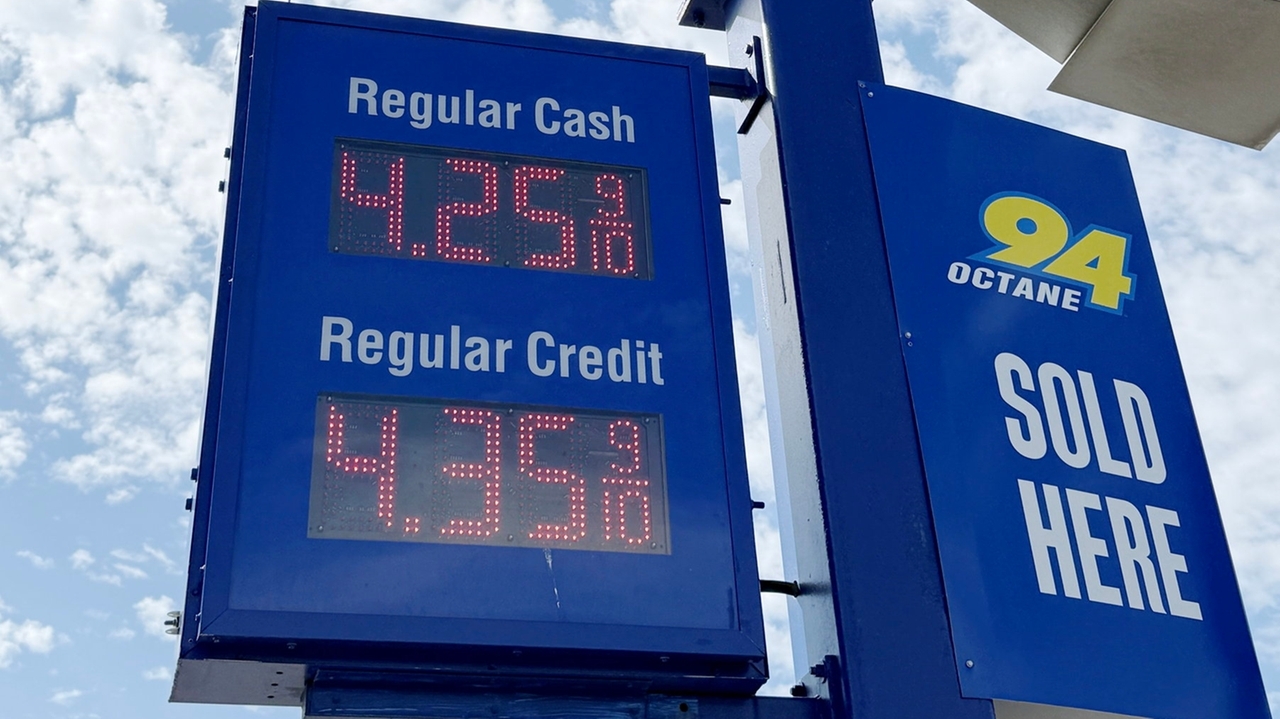 Regular Cash
4.25 9/10
Regular Credit
4.35 9/10
94
OCTANE
SOLD
HERE